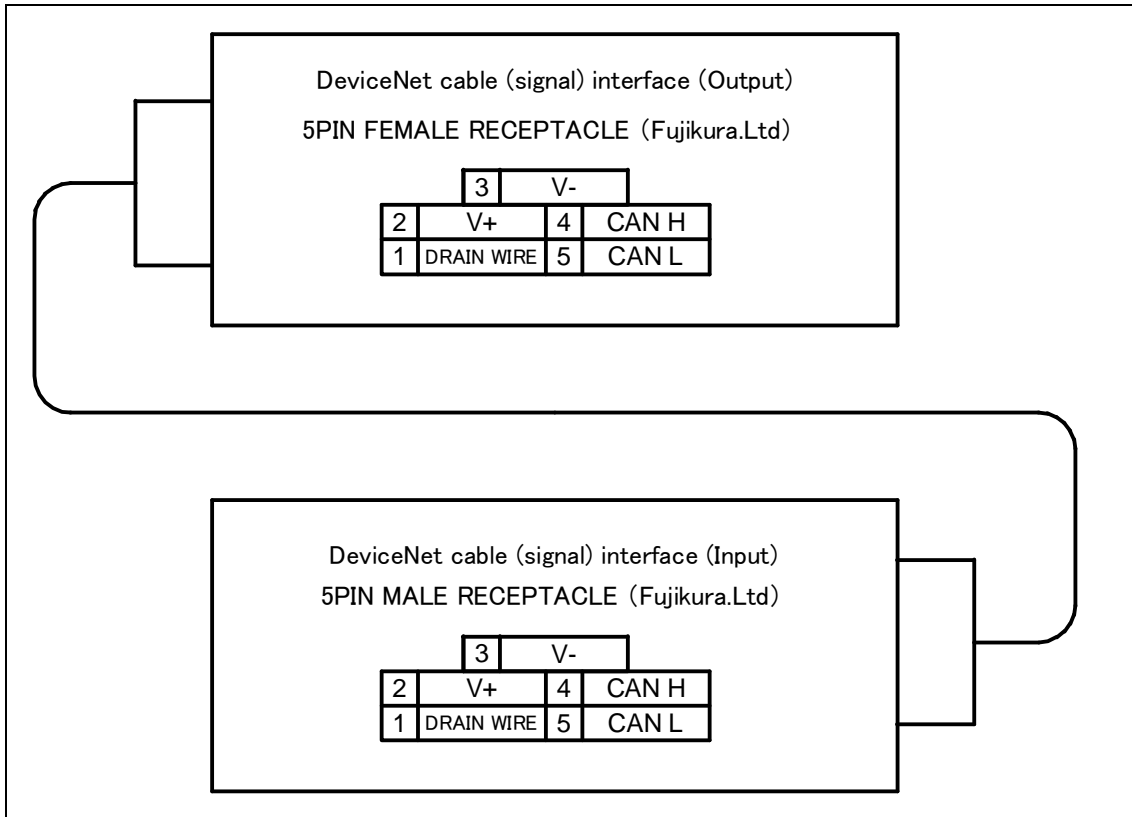 DeviceNet cable (signal) interface (Output)
5PIN FEMALE RECEPTACLE (Fujikura.Ltd)
3 V-
2 V+ 4 CAN H
1 DRAIN WIRE 5 CAN L
DeviceNet cable (signal) interface (Input)
5PIN MALE RECEPTACLE (Fujikura.Ltd)
3 V-
2 V+ 4 CAN H
1 DRAIN WIRE 5 CAN L